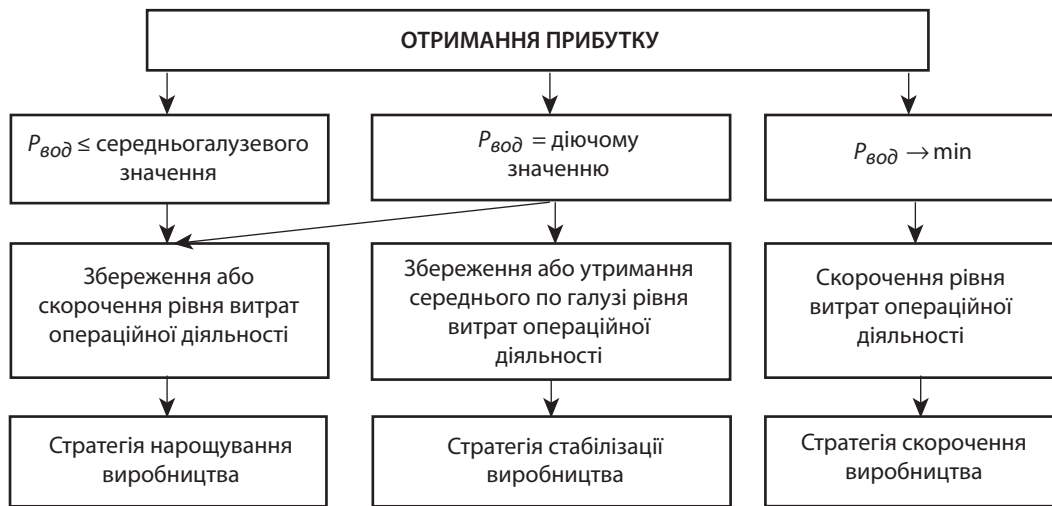 ОТРИМАННЯ ПРИБУТКУ
Pвод ≤ середньогалузевого
значення
Pвод = діючому
значенню
Pвод → min
Збереження або
скорочення рівня витрат
операційної діяльності
Збереження або утримання
середнього по галузі рівня
витрат операційної
діяльності
Скорочення рівня
витрат операційної
діяльності
Стратегія нарощування
виробництва
Стратегія стабілізації
виробництва
Стратегія скорочення
виробництва